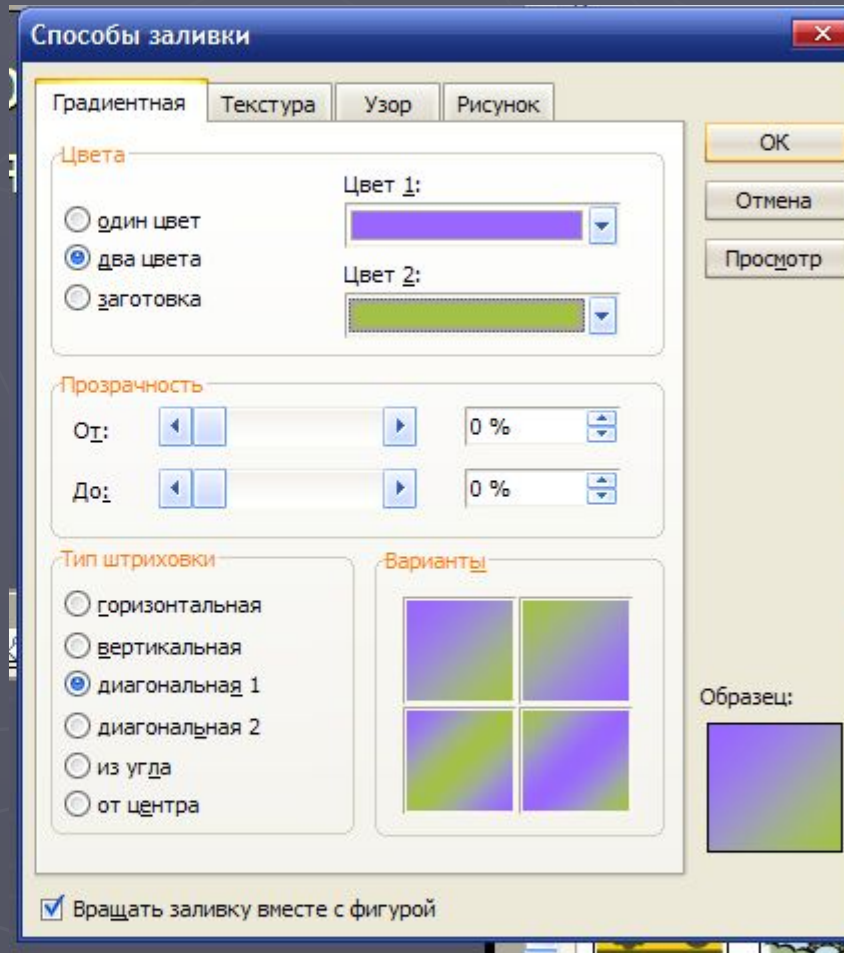 Способы заливки
Градиентная Текстура Узор Рисунок
Цвета
один цвет
два цвета
заготовка
Цвет 1:
Цвет 2:
ОК
Отмена
Просмотр
Прозрачность
От: 0 %
До: 0 %
Тип штриховки
горизонтальная
вертикальная
диагональная 1
диагональная 2
из угла
от центра
Варианты
Образец:
Вращать заливку вместе с фигурой